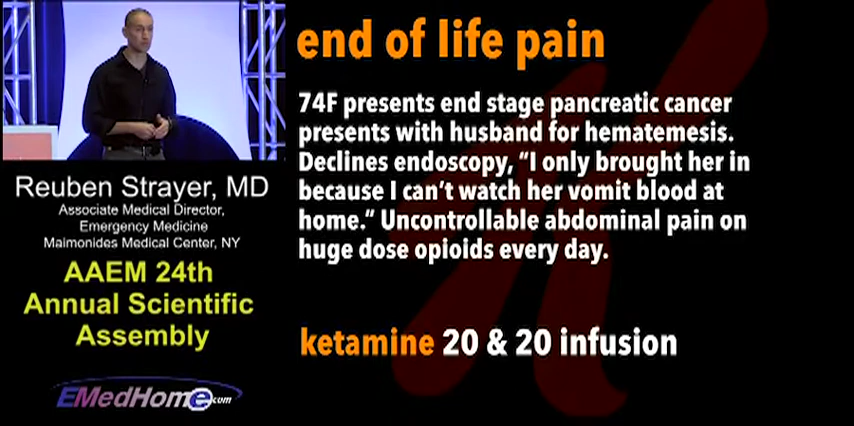 end of life pain
74F presents end stage pancreatic cancer
presents with husband for hematemesis.
Declines endoscopy, “I only brought her in
because I can’t watch her vomit blood at
home.“ Uncontrollable abdominal pain on
huge dose opioids every day.
ketamine 20 & 20 infusion
Reuben Strayer, MD
Associate Medical Director,
Emergency Medicine
Maimonides Medical Center, NY
AAEM 24th
Annual Scientific
Assembly
EMedHome.com